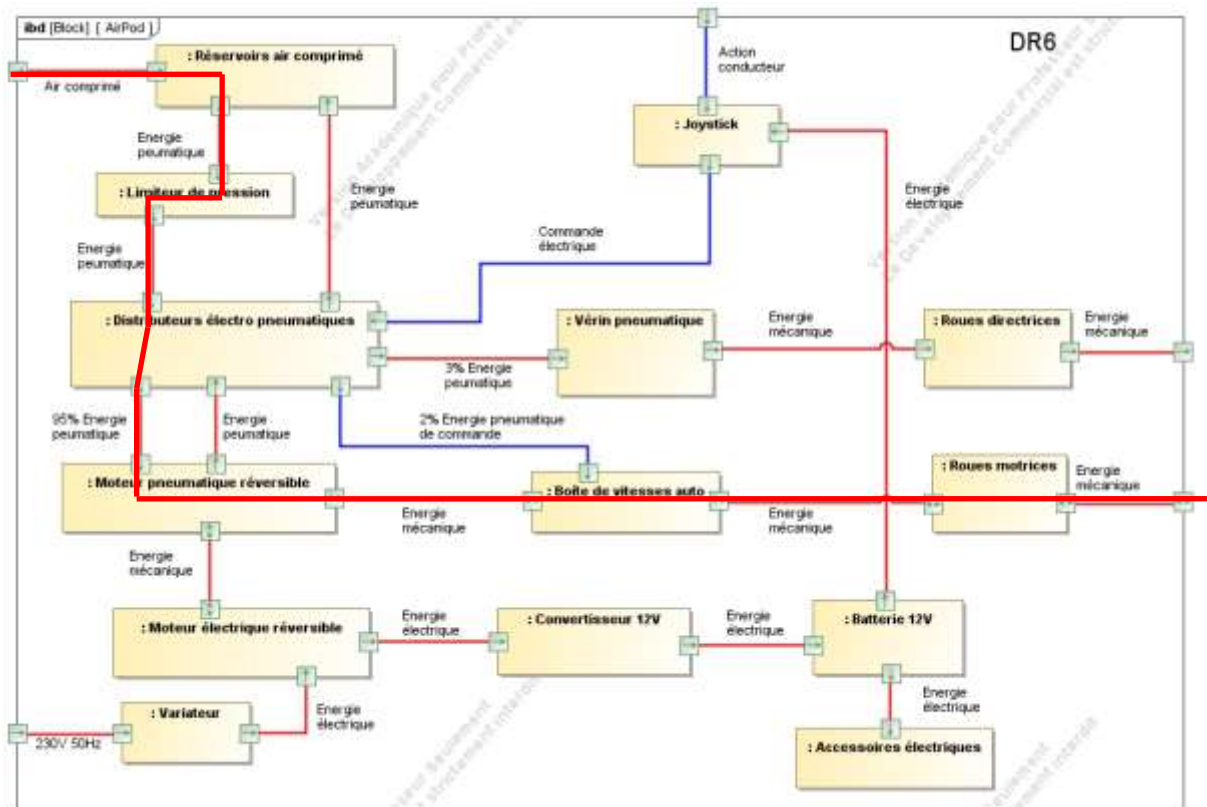 ibd [Block] [ AirPod ]
DR6
: Réservoirs air comprimé
Air comprimé
Action
conducteur
: Joystick
Energie
peumatique
: Limiteur de pression
Energie
peumatique
Energie
électrique
Commande
électrique
Energie
peumatique
: Distributeurs électro pneumatiques
: Vérin pneumatique
Energie
mécanique
: Roues directrices
Energie
mécanique
3% Energie
peumatique
95% Energie
peumatique
Energie
peumatique
2% Energie pneumatique
de commande
: Moteur pneumatique réversible
: Boîte de vitesses auto
: Roues motrices
Energie
mécanique
Energie
mécanique
Energie
mécanique
Energie
mécanique
: Moteur électrique réversible
Energie
électrique
: Convertisseur 12V
Energie
électrique
: Batterie 12V
: Variateur
Energie
électrique
Energie
électrique
230V 50Hz
: Accessoires électriques